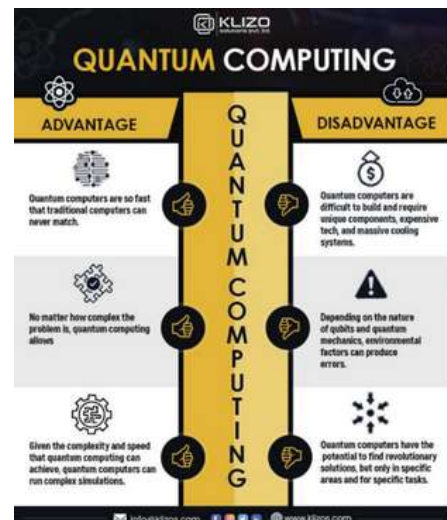 KLIZO
solutions pvt. ltd
QUANTUM COMPUTING
ADVANTAGE
DISADVANTAGE
QUANTUM COMPUTING
Quantum computers are so fast
that traditional computers can
never match.
Quantum computers are
difficult to build and require
unique components, expensive
tech, and massive cooling
systems.
No matter how complex the
problem is, quantum computing
allows
Depending on the nature
of qubits and quantum
mechanics, environmental
factors can produce
errors.
Given the complexity and speed
that quantum computing can
achieve, quantum computers can
run complex simulations.
Quantum computers have the
potential to find revolutionary
solutions, but only in specific
areas and for specific tasks.
info@klizos.com
www.klizos.com